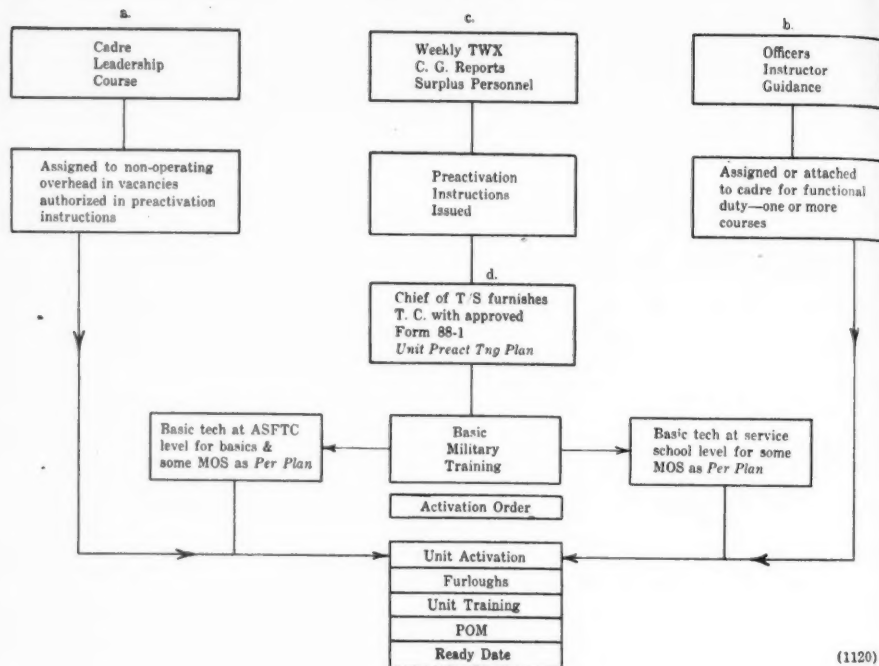 a.
Cadre
Leadership
Course
c.
Weekly TWX
C. G. Reports
Surplus Personnel
b.
Officers
Instructor
Guidance
Assigned to non-operating
overhead in vacancies
authorized in preactivation
instructions
Preactivation
Instructions
Issued
Assigned or attached
to cadre for functional
duty—one or more
courses
d.
Chief of T/S furnishes
T. C. with approved
Form 88-1
Unit Preact Tng Plan
Basic tech at ASFTC
level for basics &
some MOS as Per Plan
Basic
Military
Training
Basic tech at service
school level for some
MOS as Per Plan
Activation Order
Unit Activation
Furloughs
Unit Training
POM
Ready Date
(1120)